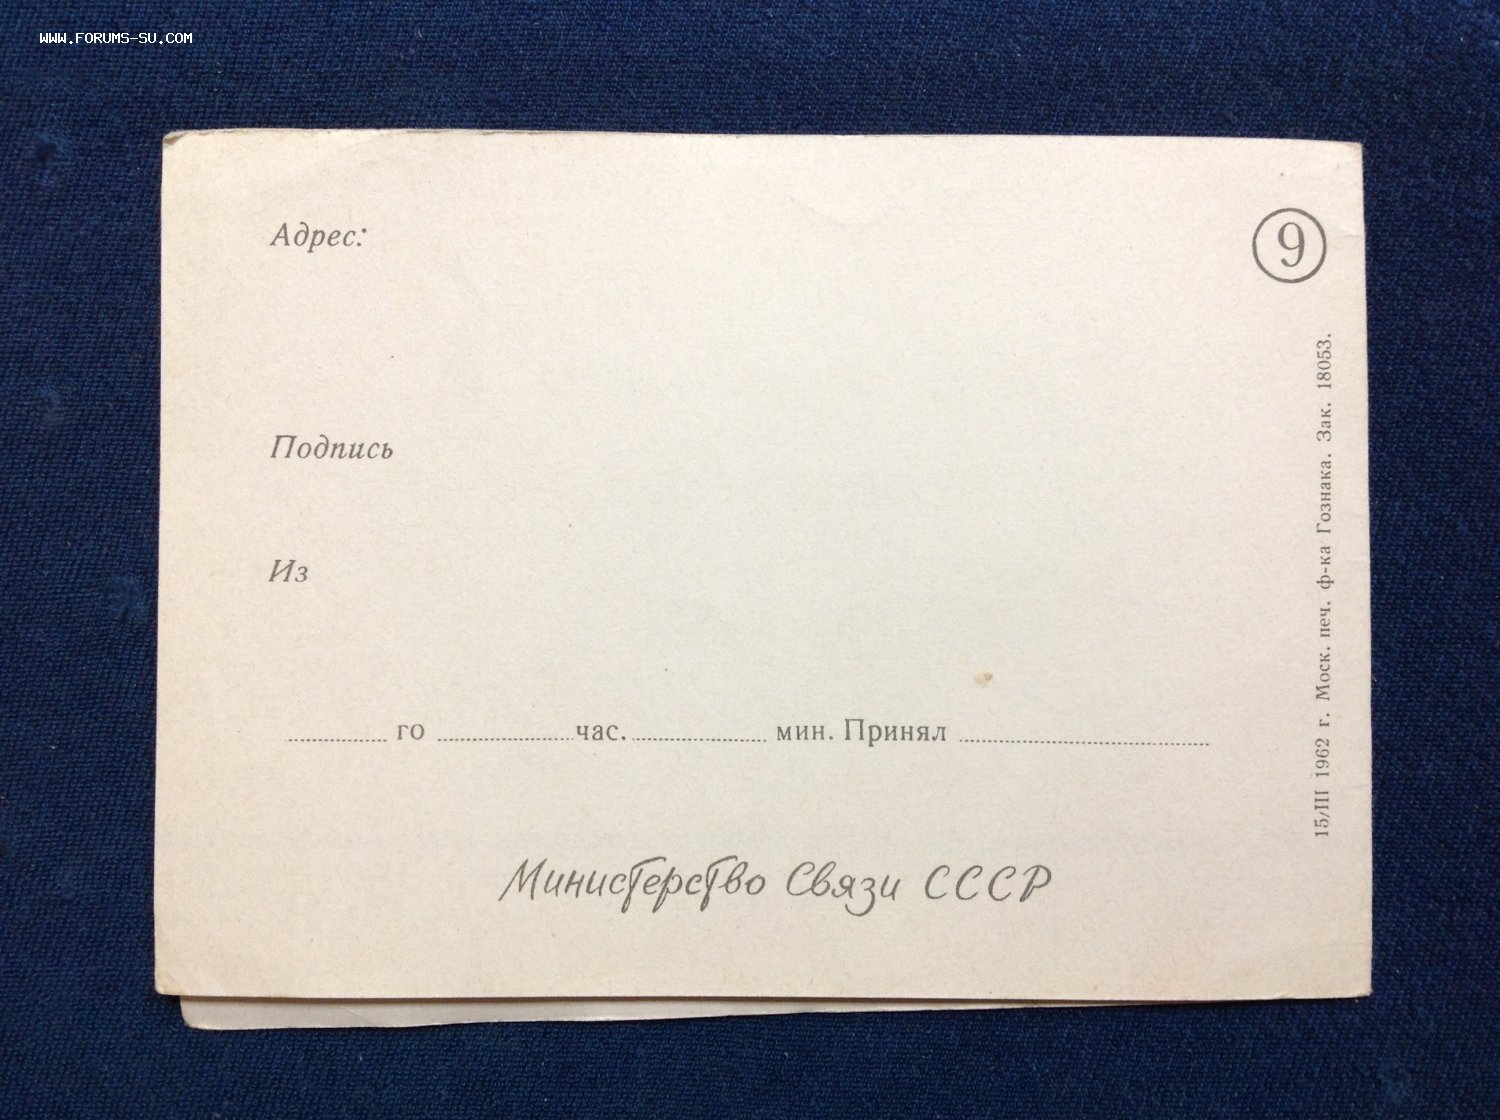 WWW.FORUMS-SU.COM
Адрес:
9
Подпись
Из
го час. мин. Принял
Министерство Связи СССР
15/III 1962 г. Моск. печ. ф-ка Гознака. Зак. 18053.